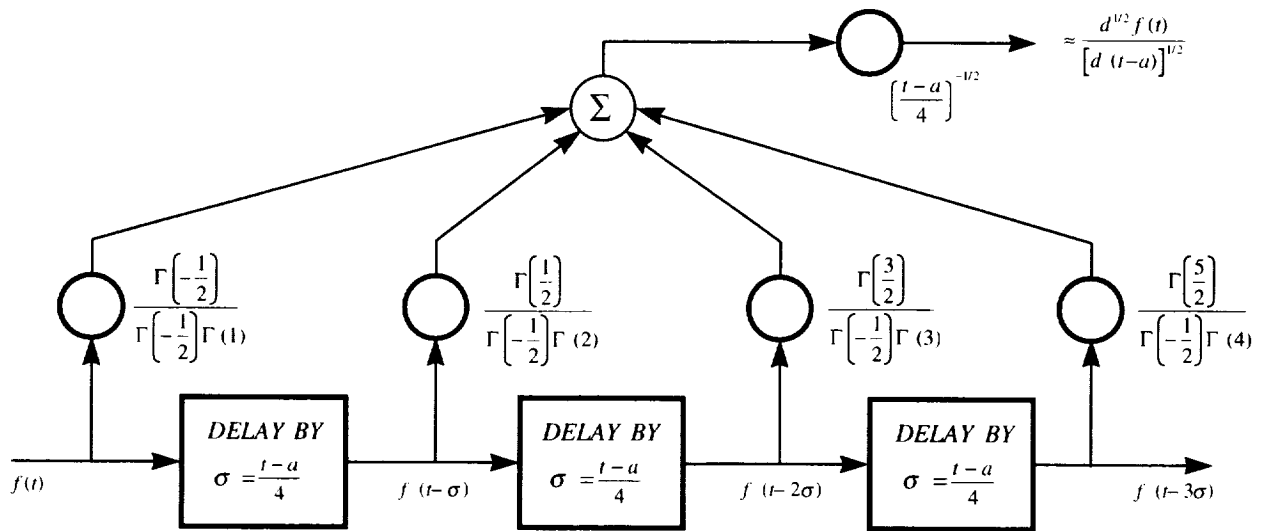 ≈ d^{1/2} f(t) / [d (t−a)]^{1/2}
(t−a / 4)^{−1/2}
Σ
Γ(−1/2) / Γ(−1/2) Γ(1)
Γ(1/2) / Γ(−1/2) Γ(2)
Γ(3/2) / Γ(−1/2) Γ(3)
Γ(5/2) / Γ(−1/2) Γ(4)
DELAY BY
σ = t−a / 4
DELAY BY
σ = t−a / 4
DELAY BY
σ = t−a / 4
f(t)
f (t−σ)
f (t−2σ)
f (t−3σ)